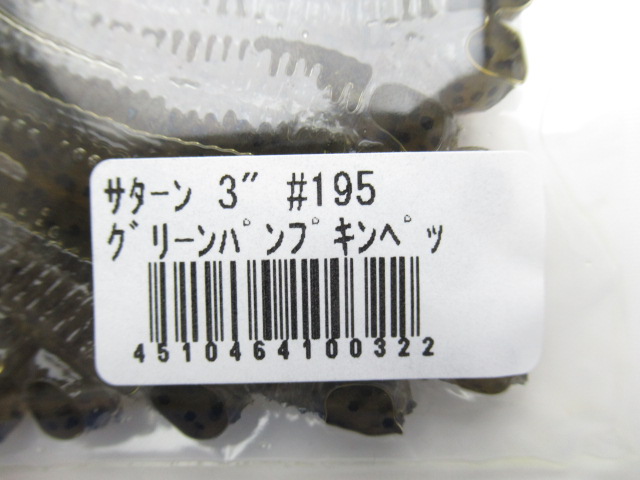 ｻﾀｰﾝ 3" #195
ｸﾞﾘｰﾝﾊﾟﾝﾌﾟｷﾝﾍﾟｯ
4510464100322